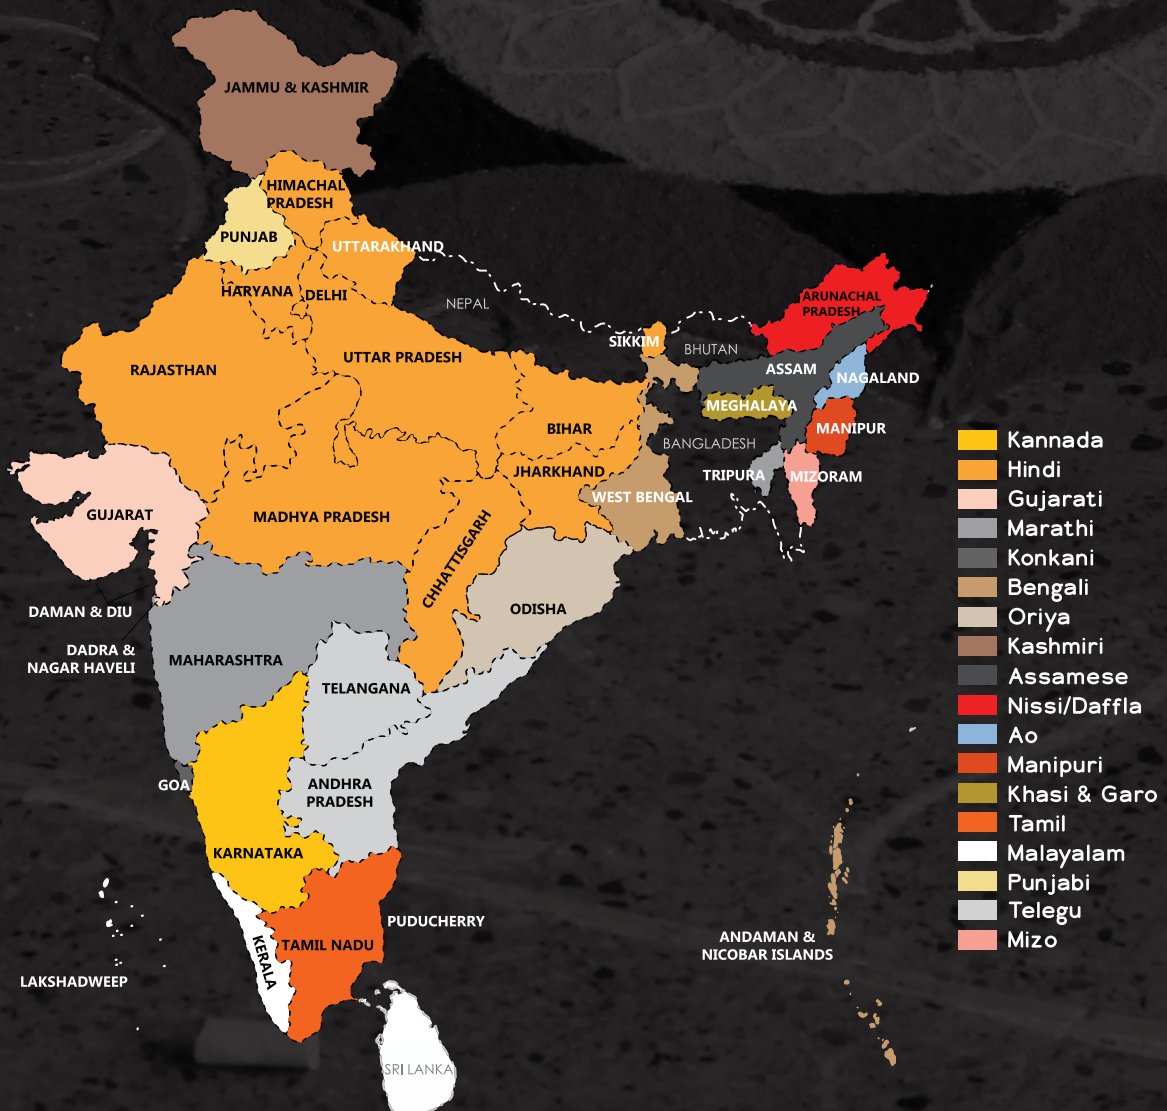 JAMMU & KASHMIR
HIMACHAL
PRADESH
PUNJAB
UTTARAKHAND
HARYANA
DELHI
NEPAL
ARUNACHAL
PRADESH
SIKKIM
BHUTAN
UTTAR PRADESH
RAJASTHAN
ASSAM
NAGALAND
MEGHALAYA
BIHAR
MANIPUR
BANGLADESH
JHARKHAND
TRIPURA
MIZORAM
WEST BENGAL
GUJARAT
MADHYA PRADESH
CHHATTISGARH
DAMAN & DIU
ODISHA
DADRA &
NAGAR HAVELI
MAHARASHTRA
TELANGANA
GOA
ANDHRA
PRADESH
KARNATAKA
PUDUCHERRY
TAMIL NADU
KERALA
ANDAMAN &
NICOBAR ISLANDS
LAKSHADWEEP
SRI LANKA
Kannada
Hindi
Gujarati
Marathi
Konkani
Bengali
Oriya
Kashmiri
Assamese
Nissi/Daffla
Ao
Manipuri
Khasi & Garo
Tamil
Malayalam
Punjabi
Telegu
Mizo